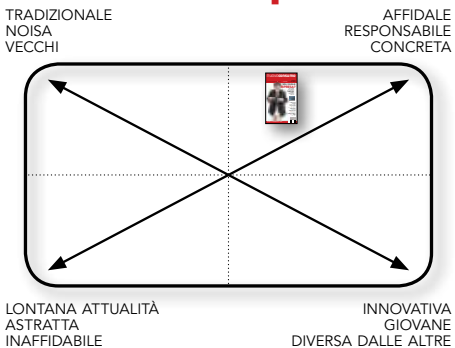 TRADIZIONALE
NOISA
VECCHI
AFFIDALE
RESPONSABILE
CONCRETA
LONTANA ATTUALITÀ
ASTRATTA
INAFFIDABILE
INNOVATIVA
GIOVANE
DIVERSA DALLE ALTRE